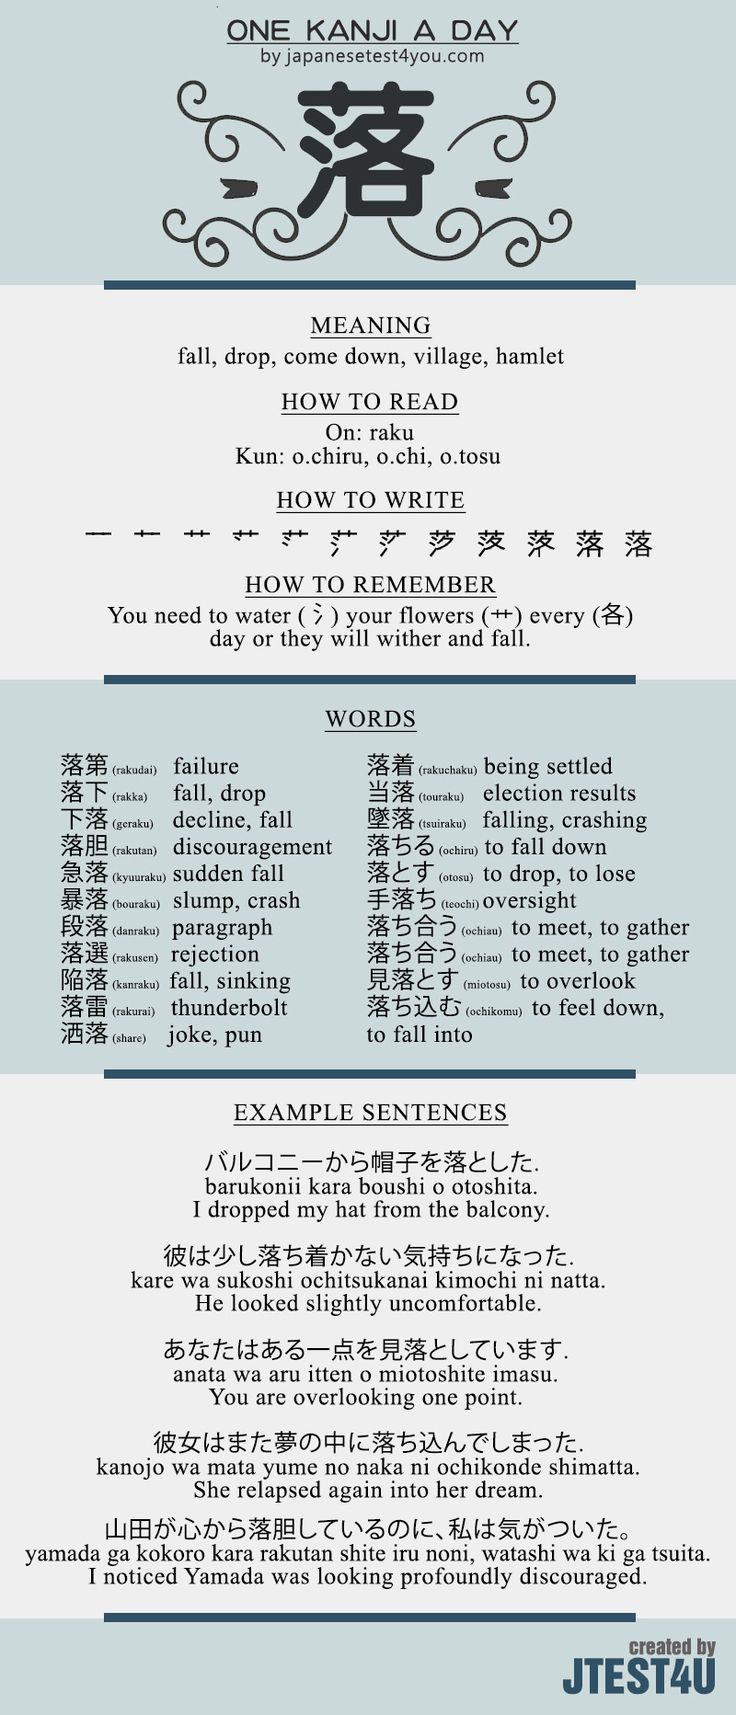 ONE KANJI A DAY
by japanesetest4you.com
落
MEANING
fall, drop, come down, village, hamlet
HOW TO READ
On: raku
Kun: o.chiru, o.chi, o.tosu
HOW TO WRITE
落
HOW TO REMEMBER
You need to water (氵) your flowers (艹) every (各)
day or they will wither and fall.
WORDS
落第 (rakudai) failure
落下 (rakka) fall, drop
下落 (geraku) decline, fall
落胆 (rakutan) discouragement
急落 (kyuuraku) sudden fall
暴落 (bouraku) slump, crash
段落 (danraku) paragraph
落選 (rakusen) rejection
陥落 (kanraku) fall, sinking
落雷 (rakurai) thunderbolt
洒落 (share) joke, pun
落着 (rakuchaku) being settled
当落 (touraku) election results
墜落 (tsuiraku) falling, crashing
落ちる (ochiru) to fall down
落とす (otosu) to drop, to lose
手落ち (teochi) oversight
落ち合う (ochiau) to meet, to gather
落ち合う (ochiau) to meet, to gather
見落とす (miotosu) to overlook
落ち込む (ochikomu) to feel down,
to fall into
EXAMPLE SENTENCES
バルコニーから帽子を落とした.
barukonii kara boushi o otoshita.
I dropped my hat from the balcony.
彼は少し落ち着かない気持ちになった.
kare wa sukoshi ochitsukanai kimochi ni natta.
He looked slightly uncomfortable.
あなたはある一点を見落としています.
anata wa aru itten o miotoshite imasu.
You are overlooking one point.
彼女はまた夢の中に落ち込んでしまった.
kanojo wa mata yume no naka ni ochikonde shimatta.
She relapsed again into her dream.
山田が心から落胆しているのに、私は気がついた。
yamada ga kokoro kara rakutan shite iru noni, watashi wa ki ga tsuita.
I noticed Yamada was looking profoundly discouraged.
created by
JTEST4U